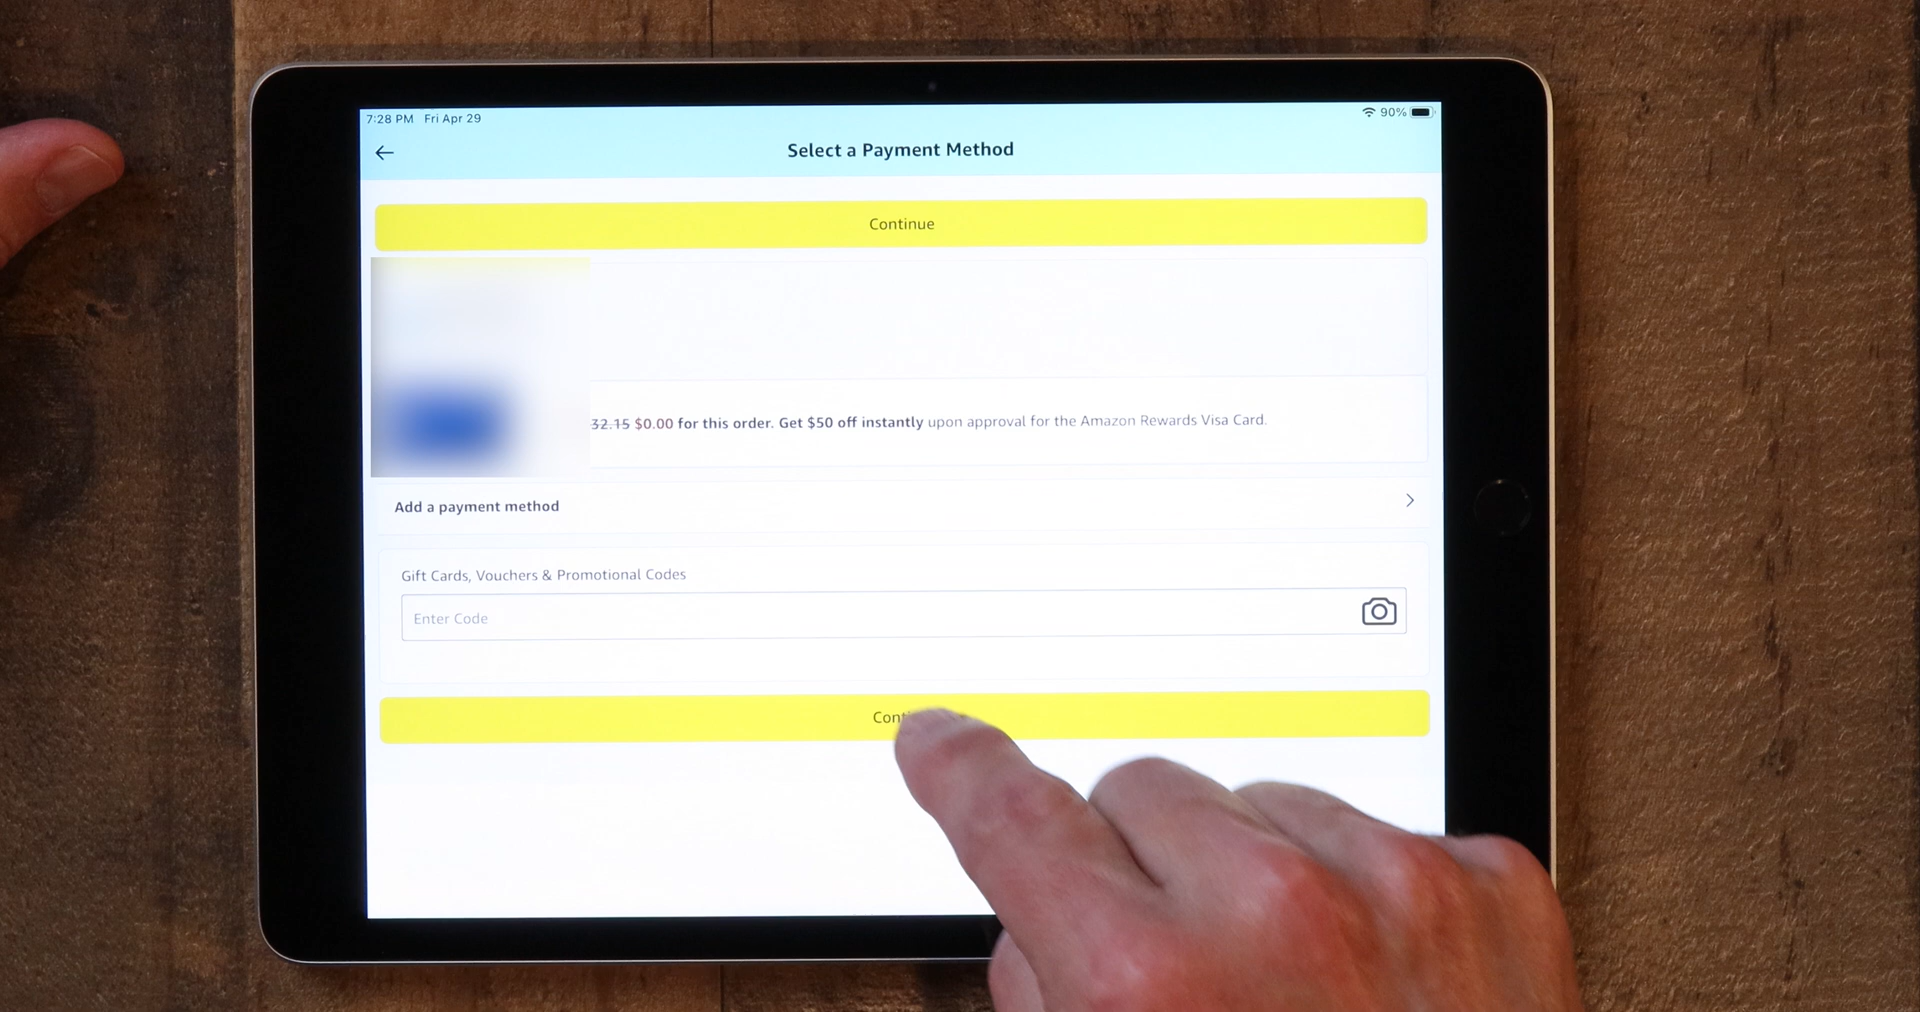 7:28 PM Fri Apr 29
90%
Select a Payment Method
Continue
32.15 $0.00 for this order. Get $50 off instantly upon approval for the Amazon Rewards Visa Card.
Add a payment method
Gift Cards, Vouchers & Promotional Codes
Enter Code